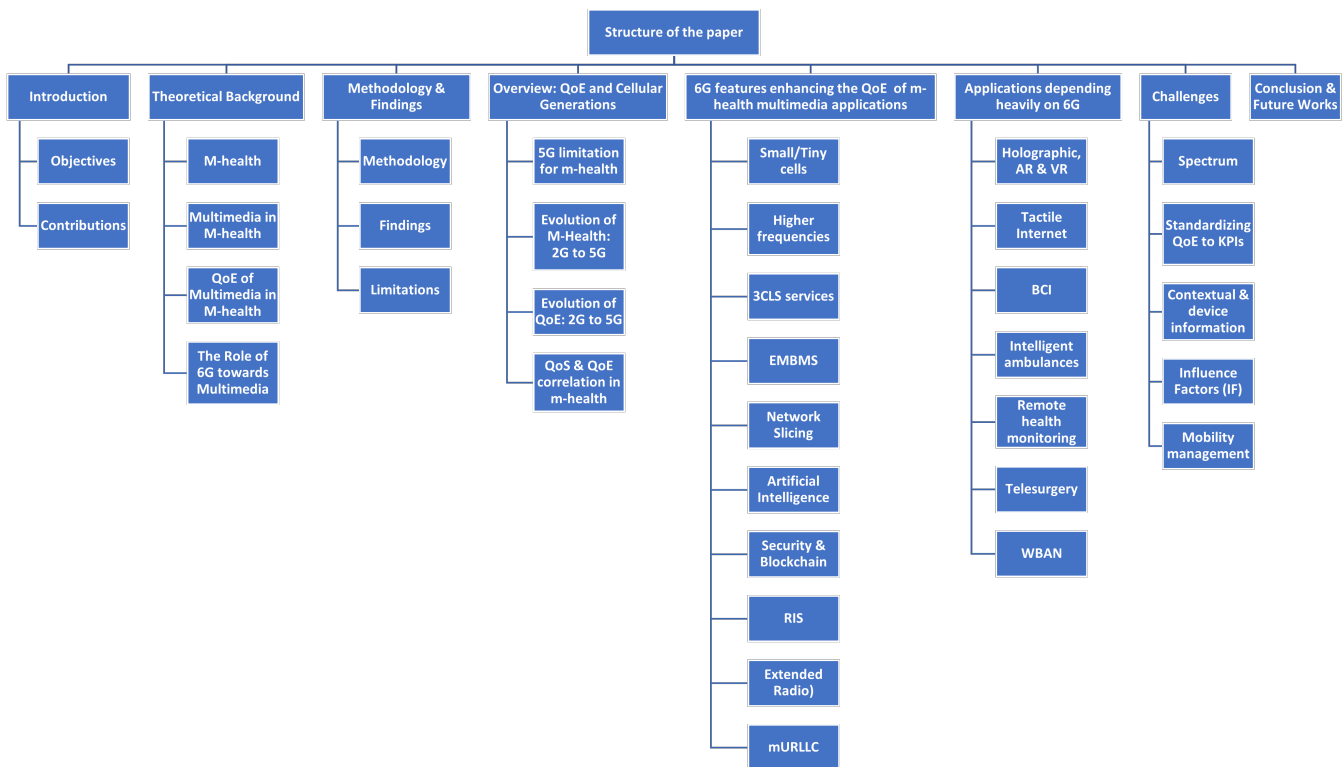 Structure of the paper
Introduction
Objectives
Contributions
Theoretical Background
M-health
Multimedia in
M-health
QoE of
Multimedia in
M-health
The Role of
6G towards
Multimedia
Methodology &
Findings
Methodology
Findings
Limitations
Overview: QoE and Cellular
Generations
5G limitation
for m-health
Evolution of
M-Health:
2G to 5G
Evolution of
QoE: 2G to 5G
QoS & QoE
correlation in
m-health
6G features enhancing the QoE of m-
health multimedia applications
Small/Tiny
cells
Higher
frequencies
3CLS services
EMBMS
Network
Slicing
Artificial
Intelligence
Security &
Blockchain
RIS
Extended
Radio)
mURLLC
Applications depending
heavily on 6G
Holographic,
AR & VR
Tactile
Internet
BCI
Intelligent
ambulances
Remote
health
monitoring
Telesurgery
WBAN
Challenges
Spectrum
Standardizing
QoE to KPIs
Contextual &
device
information
Influence
Factors (IF)
Mobility
management
Conclusion &
Future Works